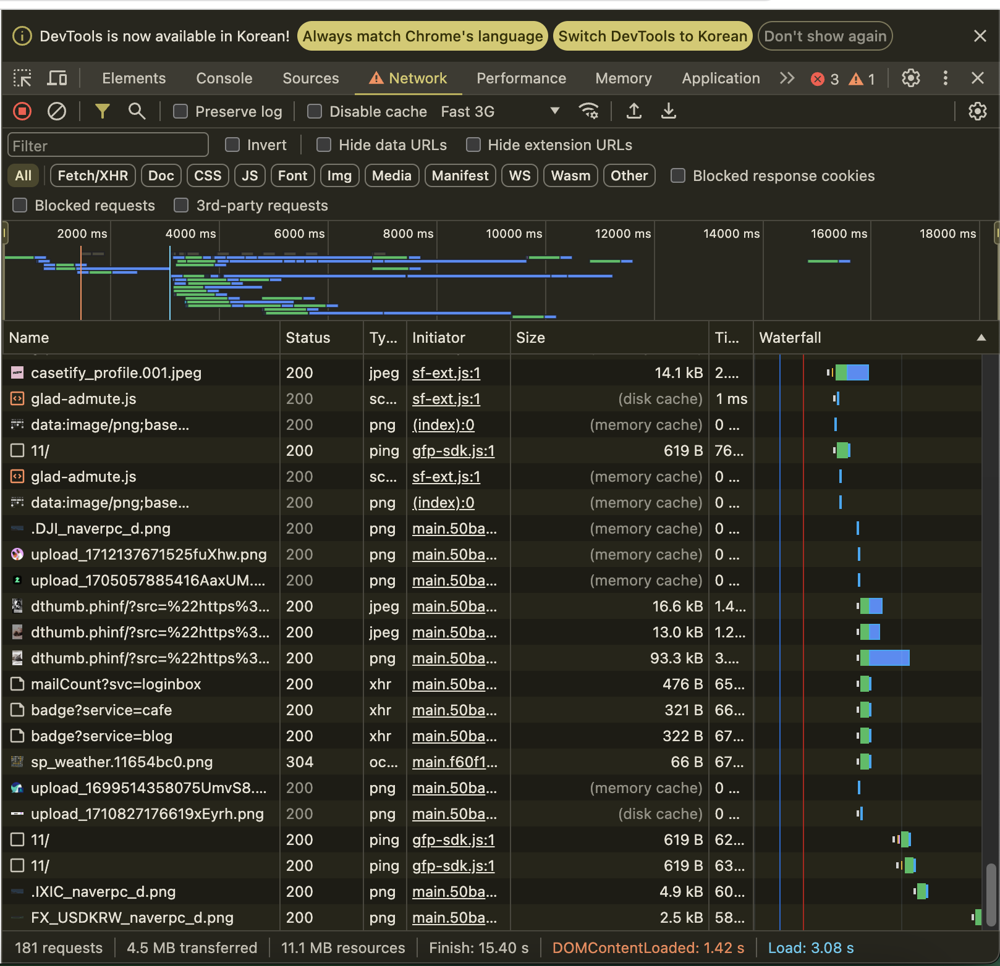 DevTools is now available in Korean! Always match Chrome's language Switch DevTools to Korean Don't show again
Elements Console Sources Network Performance Memory Application 3 1
Preserve log Disable cache Fast 3G
Filter Invert Hide data URLs Hide extension URLs
All Fetch/XHR Doc CSS JS Font Img Media Manifest WS Wasm Other Blocked response cookies
Blocked requests 3rd-party requests
2000 ms 4000 ms 6000 ms 8000 ms 10000 ms 12000 ms 14000 ms 16000 ms 18000 ms
Name Status Ty... Initiator Size Ti... Waterfall
casetify_profile.001.jpeg 200 jpeg sf-ext.js:1 14.1 kB 2....
glad-admute.js 200 sc... sf-ext.js:1 (disk cache) 1 ms
data:image/png;base... 200 png (index):0 (memory cache) 0 ...
11/ 200 ping gfp-sdk.js:1 619 B 76...
glad-admute.js 200 sc... sf-ext.js:1 (memory cache) 0 ...
data:image/png;base... 200 png (index):0 (memory cache) 0 ...
.DJI_naverpc_d.png 200 png main.50ba... (memory cache) 0 ...
upload_1712137671525fuXhw.png 200 png main.50ba... (memory cache) 0 ...
upload_1705057885416AaxUM.... 200 png main.50ba... (memory cache) 0 ...
dthumb.phinf/?src=%22https%3... 200 jpeg main.50ba... 16.6 kB 1.4...
dthumb.phinf/?src=%22https%3... 200 jpeg main.50ba... 13.0 kB 1.2...
dthumb.phinf/?src=%22https%3... 200 png main.50ba... 93.3 kB 3....
mailCount?svc=loginbox 200 xhr main.50ba... 476 B 65...
badge?service=cafe 200 xhr main.50ba... 321 B 66...
badge?service=blog 200 xhr main.50ba... 322 B 67...
sp_weather.11654bc0.png 304 oc... main.f60f1... 66 B 67...
upload_1699514358075UmvS8.... 200 png main.50ba... (memory cache) 0 ...
upload_1710827176619xEyrh.png 200 png main.50ba... (disk cache) 0 ...
11/ 200 ping gfp-sdk.js:1 619 B 62...
11/ 200 ping gfp-sdk.js:1 619 B 63...
.IXIC_naverpc_d.png 200 png main.50ba... 4.9 kB 60...
FX_USDKRW_naverpc_d.png 200 png main.50ba... 2.5 kB 58...
181 requests 4.5 MB transferred 11.1 MB resources Finish: 15.40 s DOMContentLoaded: 1.42 s Load: 3.08 s